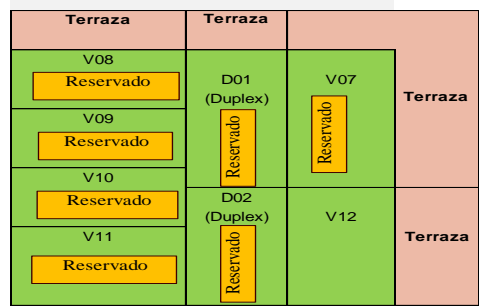 Terraza
Terraza
V08
Reservado
V09
Reservado
V10
Reservado
V11
Reservado
D01
(Duplex)
Reservado
D02
(Duplex)
Reservado
V07
Reservado
V12
Terraza
Terraza